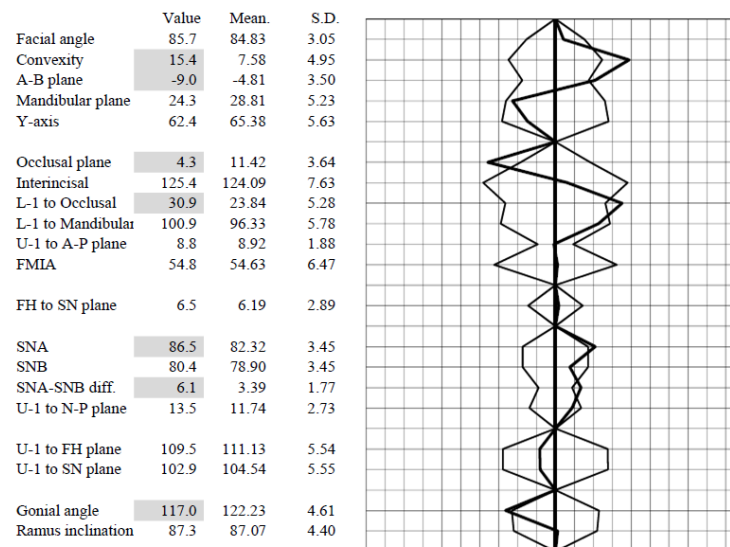 Value Mean. S.D.
Facial angle 85.7 84.83 3.05
Convexity 15.4 7.58 4.95
A-B plane -9.0 -4.81 3.50
Mandibular plane 24.3 28.81 5.23
Y-axis 62.4 65.38 5.63
Occlusal plane 4.3 11.42 3.64
Interincisal 125.4 124.09 7.63
L-1 to Occlusal 30.9 23.84 5.28
L-1 to Mandibular 100.9 96.33 5.78
U-1 to A-P plane 8.8 8.92 1.88
FMIA 54.8 54.63 6.47
FH to SN plane 6.5 6.19 2.89
SNA 86.5 82.32 3.45
SNB 80.4 78.90 3.45
SNA-SNB diff. 6.1 3.39 1.77
U-1 to N-P plane 13.5 11.74 2.73
U-1 to FH plane 109.5 111.13 5.54
U-1 to SN plane 102.9 104.54 5.55
Gonial angle 117.0 122.23 4.61
Ramus inclination 87.3 87.07 4.40